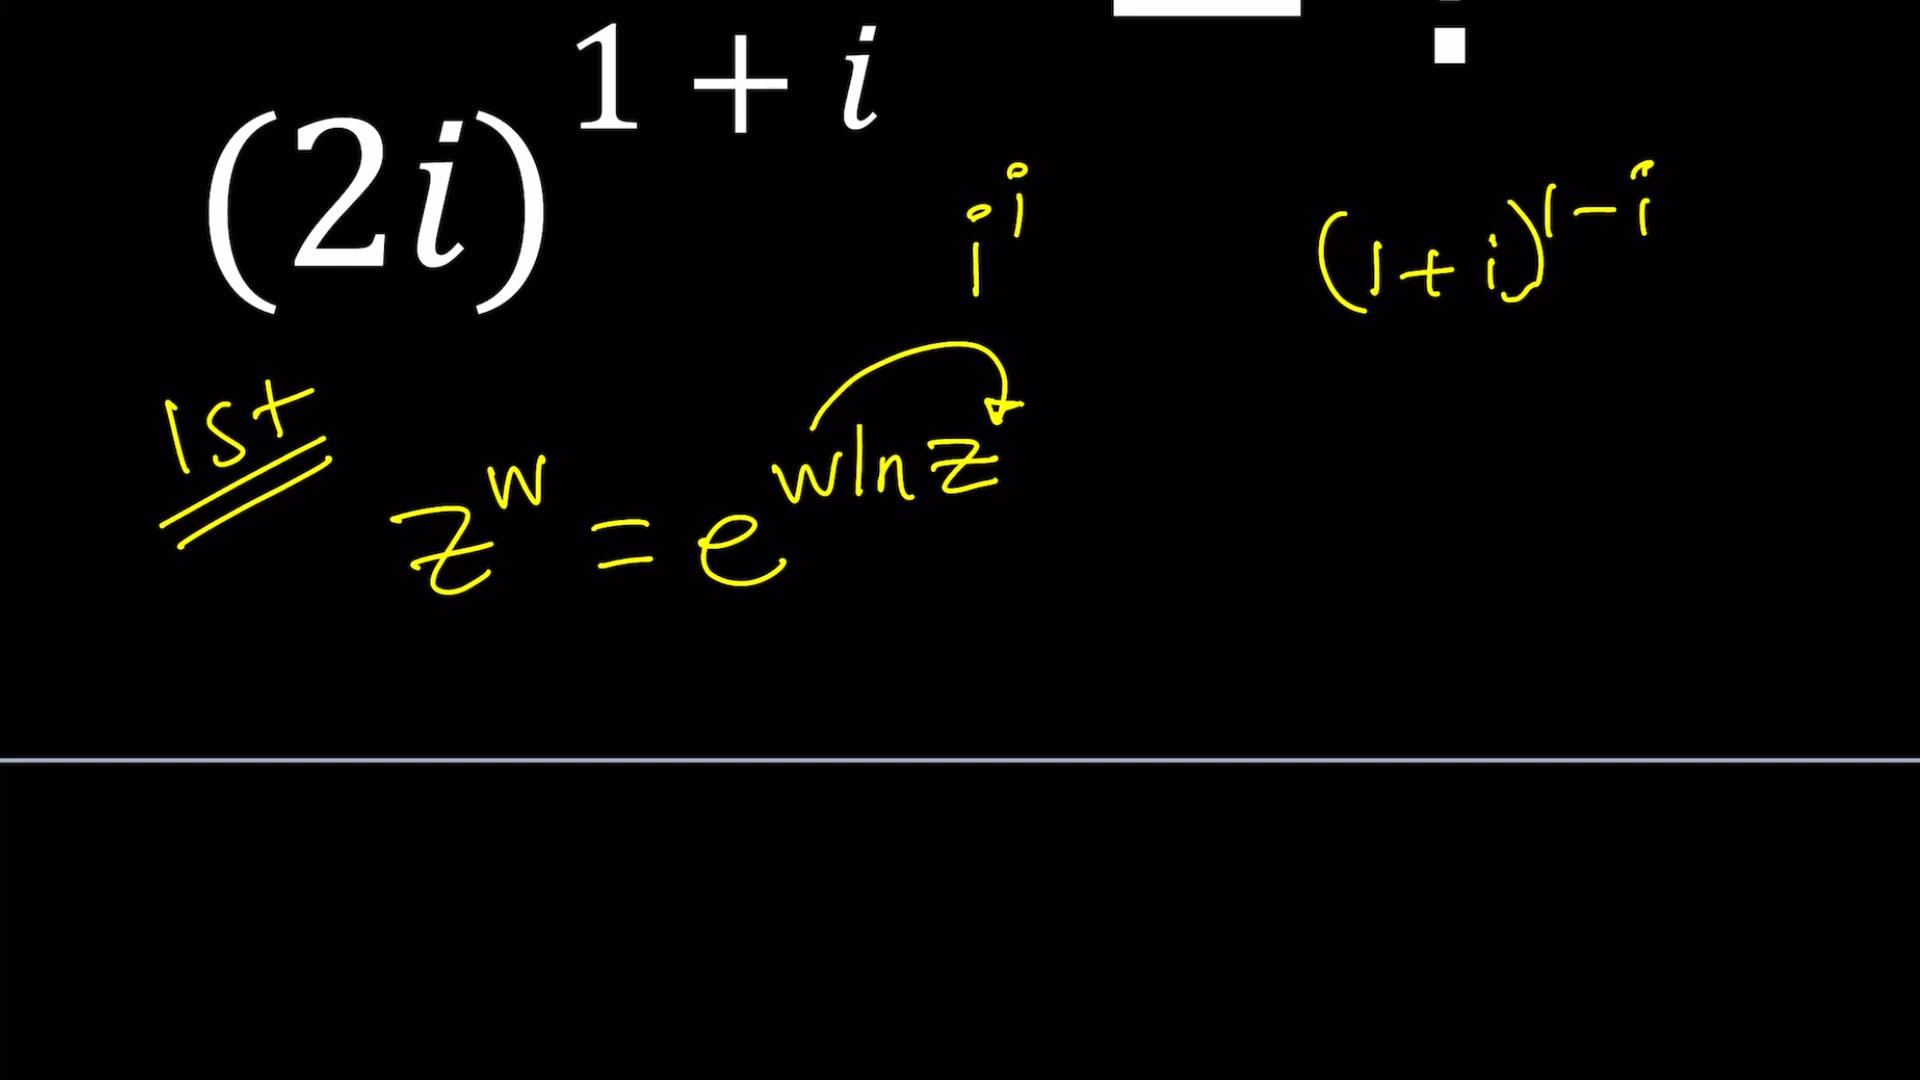 (2i)^{1 + i}
i^i (1+i)^{1-i}
1st
z^w = e^{w ln z}